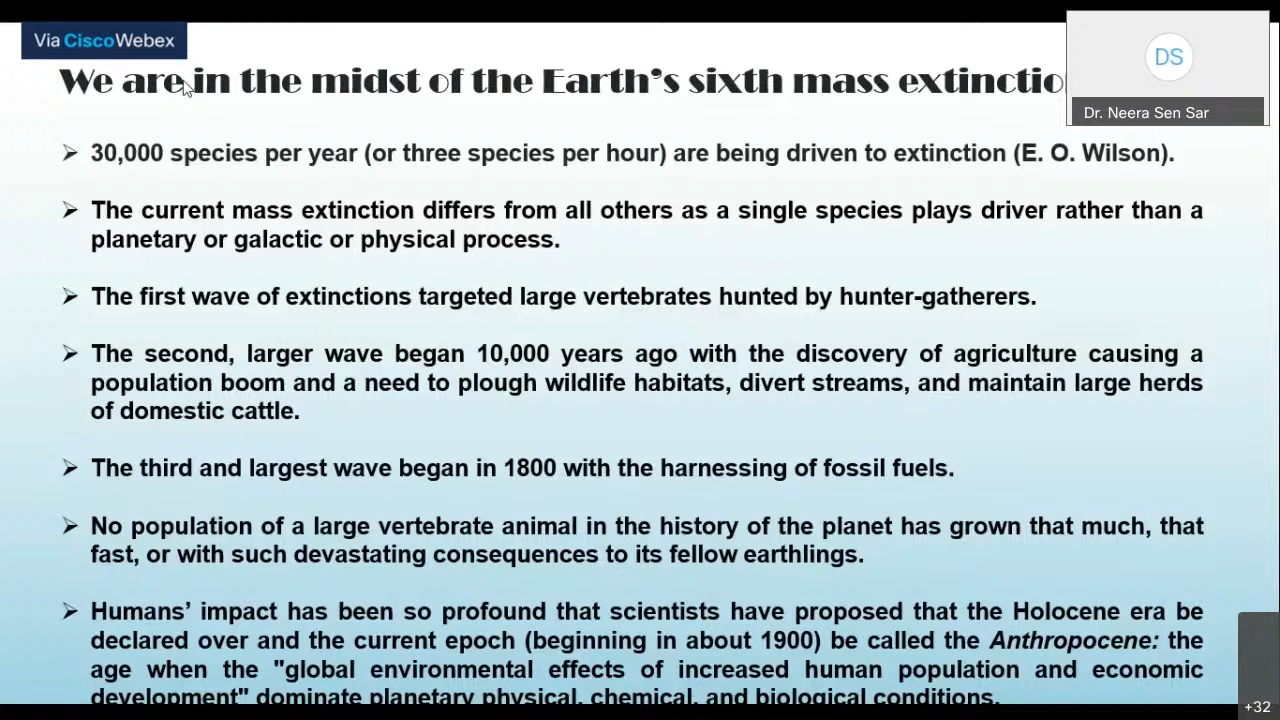 Via CiscoWebex
DS
Dr. Neera Sen Sar
We are in the midst of the Earth's sixth mass extinctio
30,000 species per year (or three species per hour) are being driven to extinction (E. O. Wilson).
The current mass extinction differs from all others as a single species plays driver rather than a
planetary or galactic or physical process.
The first wave of extinctions targeted large vertebrates hunted by hunter-gatherers.
The second, larger wave began 10,000 years ago with the discovery of agriculture causing a
population boom and a need to plough wildlife habitats, divert streams, and maintain large herds
of domestic cattle.
The third and largest wave began in 1800 with the harnessing of fossil fuels.
No population of a large vertebrate animal in the history of the planet has grown that much, that
fast, or with such devastating consequences to its fellow earthlings.
Humans' impact has been so profound that scientists have proposed that the Holocene era be
declared over and the current epoch (beginning in about 1900) be called the Anthropocene: the
age when the "global environmental effects of increased human population and economic
development" dominate planetary physical, chemical, and biological conditions.
+32